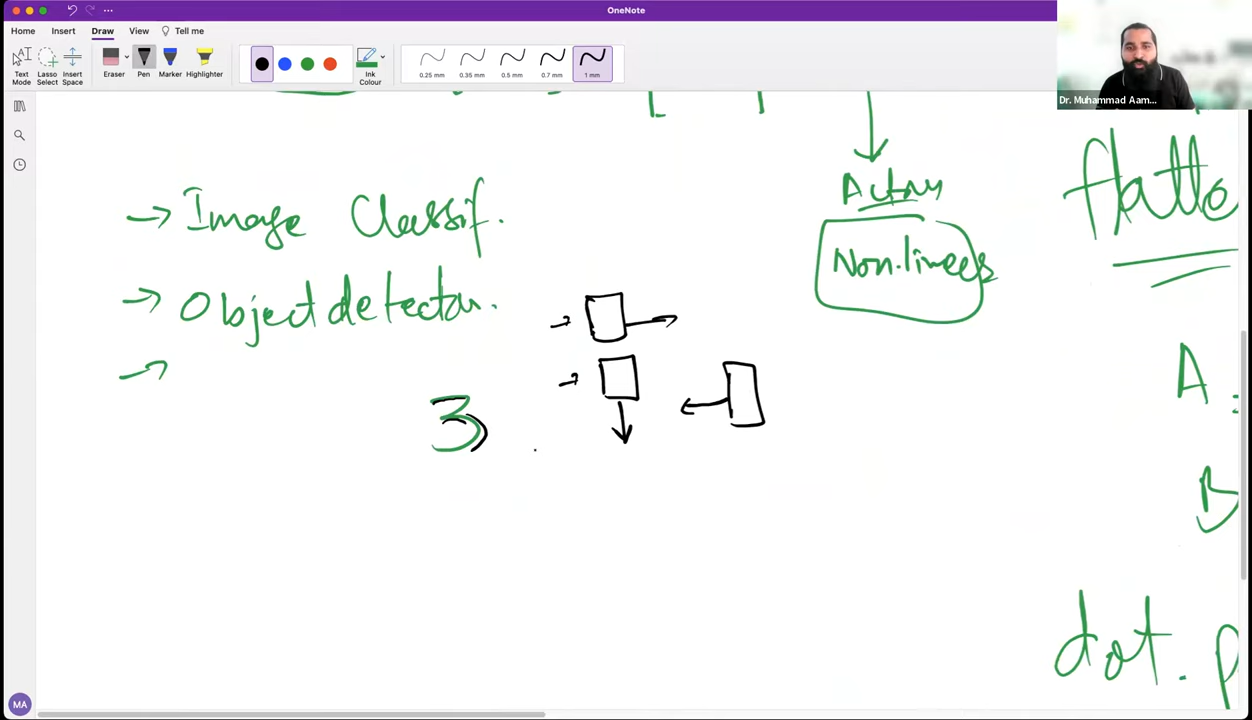 OneNote
Home Insert Draw View Tell me
Text Mode
Lasso Select
Insert Space
Eraser
Pen
Marker
Highlighter
Ink Colour
0.25 mm
0.35 mm
0.5 mm
0.7 mm
1 mm
Dr. Muhammad Aam...
→ Image Classif.
→ Object detector.
3
Non-linear
A
B
dot. p
MA